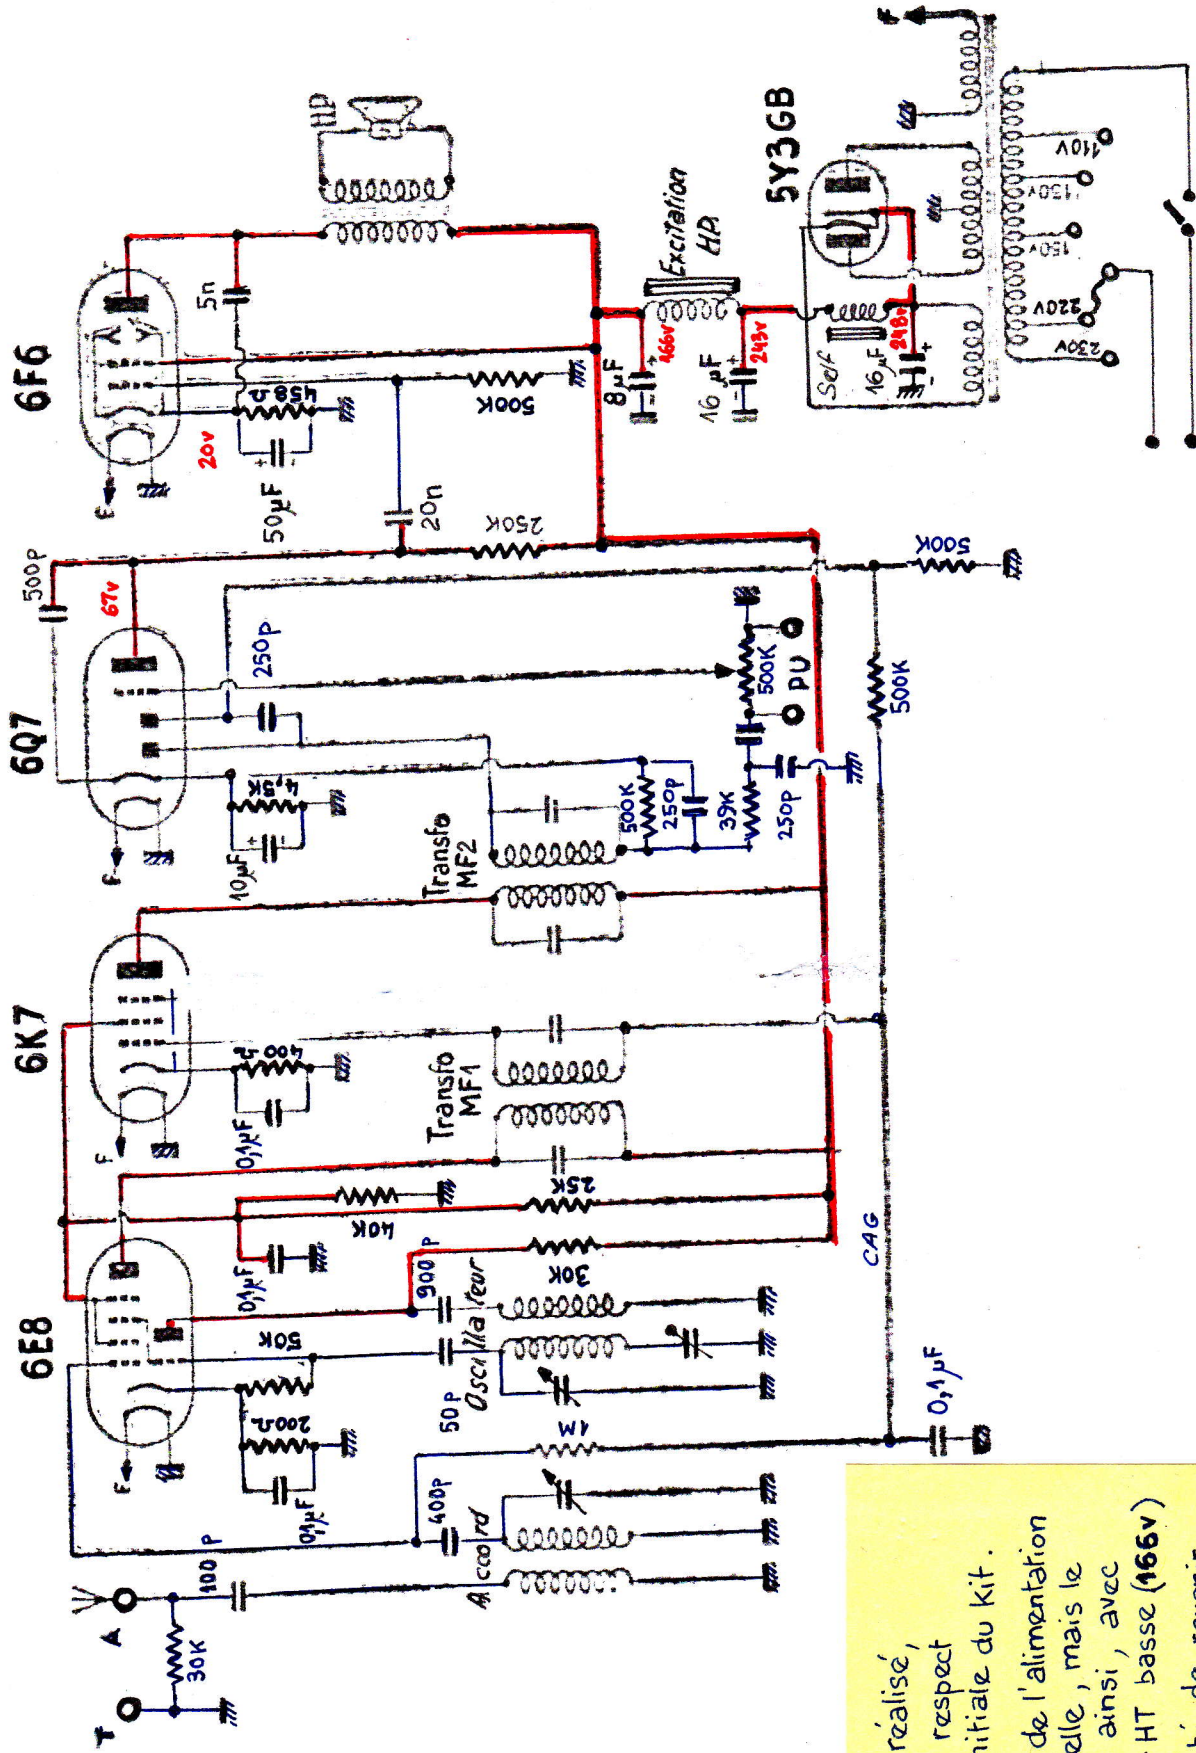 6E8
6K7
6Q7
6F6
5Y3GB
T
A
30K
100 p
F
0,1µF
200Ω
50K
400p
Accord
50p
Oscillateur
900 p
1M
30K
25K
40K
0,1µF
0,1µF
400Ω
Transfo
MF1
Transfo
MF2
F
F
10µF
4,5K
250p
500p
67v
500K
250p
39K
250p
500K
PU
20n
250K
500K
F
50µF
458Ω
20v
5n
HP
8µF
166v
Excitation
HP
16µF
243v
Self
16µF
248v
F
230v
220v
150v
130v
110v
CAG
500K
500K
0,1µF
réalisé,
respect
nitiale du kit.
de l'alimentation
elle, mais le
ainsi, avec
HT basse (166v)